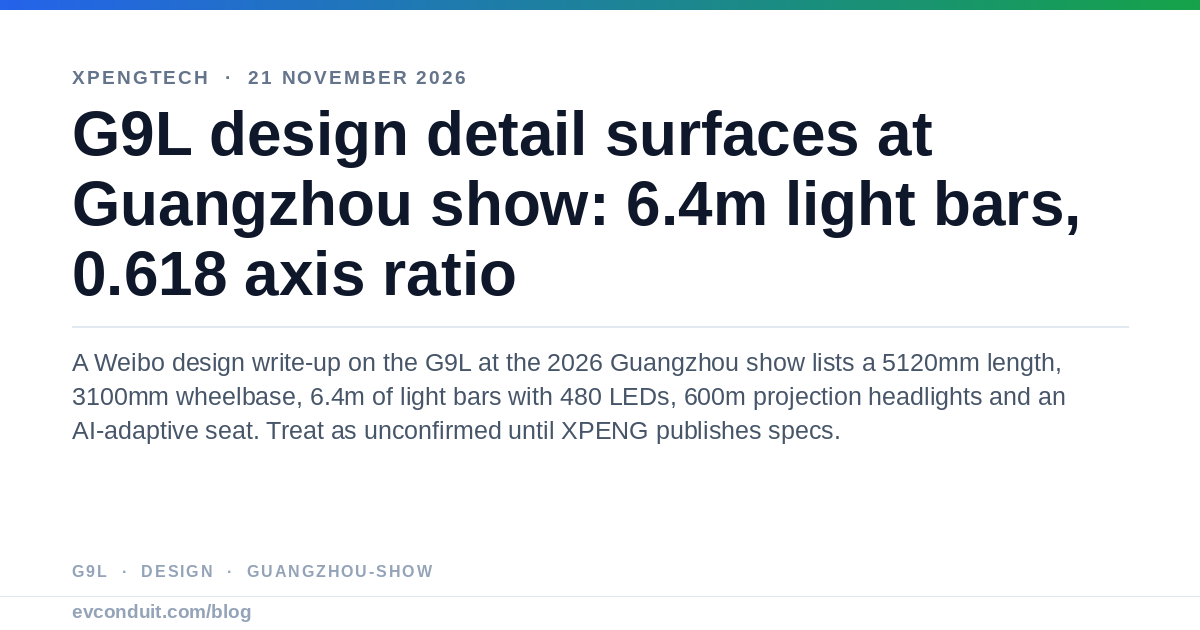 XPENGTECH · 21 NOVEMBER 2026
G9L design detail surfaces at
Guangzhou show: 6.4m light bars,
0.618 axis ratio
A Weibo design write-up on the G9L at the 2026 Guangzhou show lists a 5120mm length,
3100mm wheelbase, 6.4m of light bars with 480 LEDs, 600m projection headlights and an
AI-adaptive seat. Treat as unconfirmed until XPENG publishes specs.
G9L · DESIGN · GUANGZHOU-SHOW
evconduit.com/blog